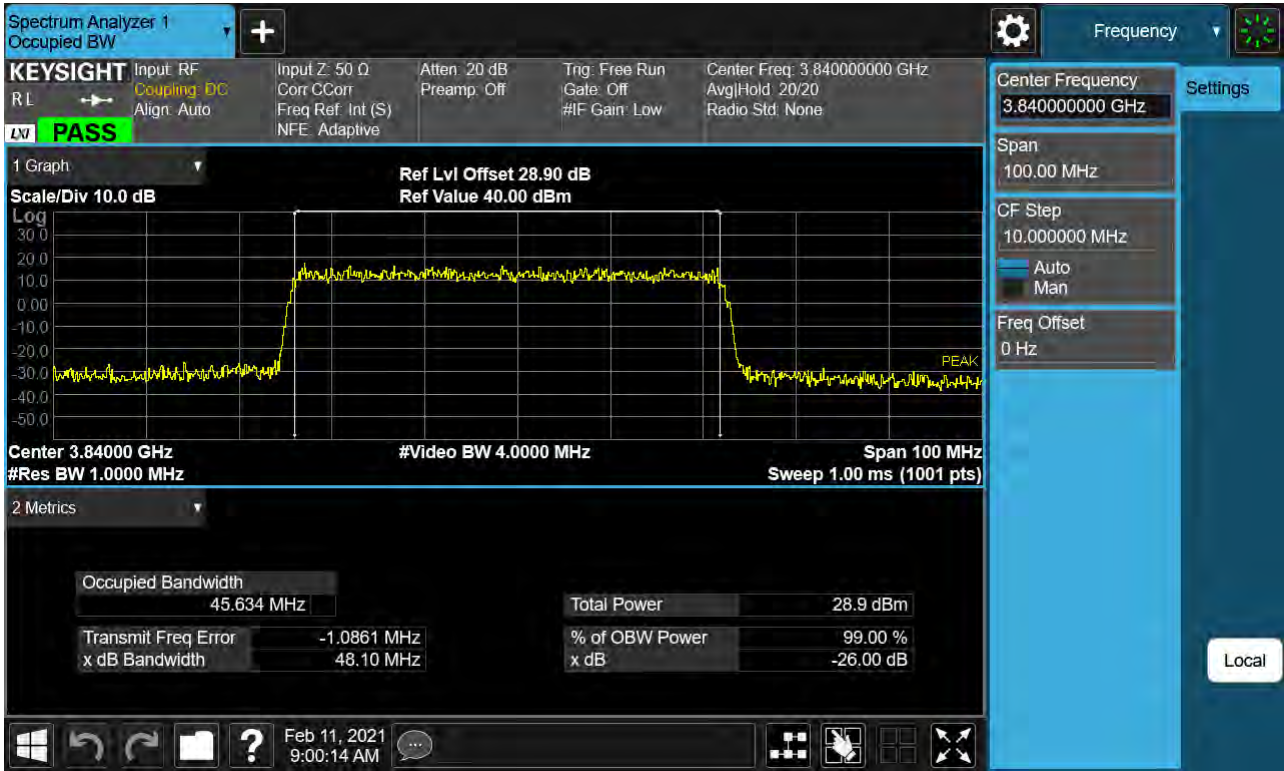 Spectrum Analyzer 1
Occupied BW
Frequency
KEYSIGHT
RL
LXI PASS
Input: RF
Coupling: DC
Align: Auto
Input Z: 50 Ω
Corr CCorr
Freq Ref: Int (S)
NFE: Adaptive
Atten: 20 dB
Preamp: Off
Trig: Free Run
Gate: Off
#IF Gain: Low
Center Freq: 3.840000000 GHz
Avg|Hold: 20/20
Radio Std: None
1 Graph
Scale/Div 10.0 dB
Ref Lvl Offset 28.90 dB
Ref Value 40.00 dBm
Log
30.0
20.0
10.0
0.00
-10.0
-20.0
-30.0
-40.0
-50.0
PEAK
Center 3.84000 GHz
#Res BW 1.0000 MHz
#Video BW 4.0000 MHz
Span 100 MHz
Sweep 1.00 ms (1001 pts)
2 Metrics
Occupied Bandwidth
45.634 MHz
Transmit Freq Error -1.0861 MHz
x dB Bandwidth 48.10 MHz
Total Power 28.9 dBm
% of OBW Power 99.00 %
x dB -26.00 dB
Center Frequency
3.840000000 GHz
Span
100.00 MHz
CF Step
10.000000 MHz
Auto
Man
Freq Offset
0 Hz
Settings
Local
?
Feb 11, 2021
9:00:14 AM